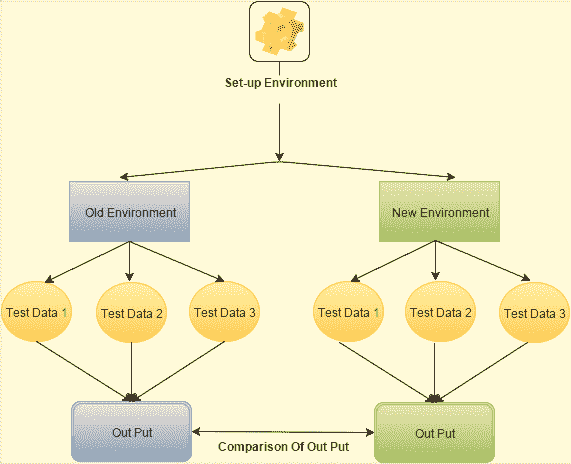 Set-up Environment
Old Environment
New Environment
Test Data 1
Test Data 2
Test Data 3
Test Data 1
Test Data 2
Test Data 3
Out Put
Comparison Of Out Put
Out Put